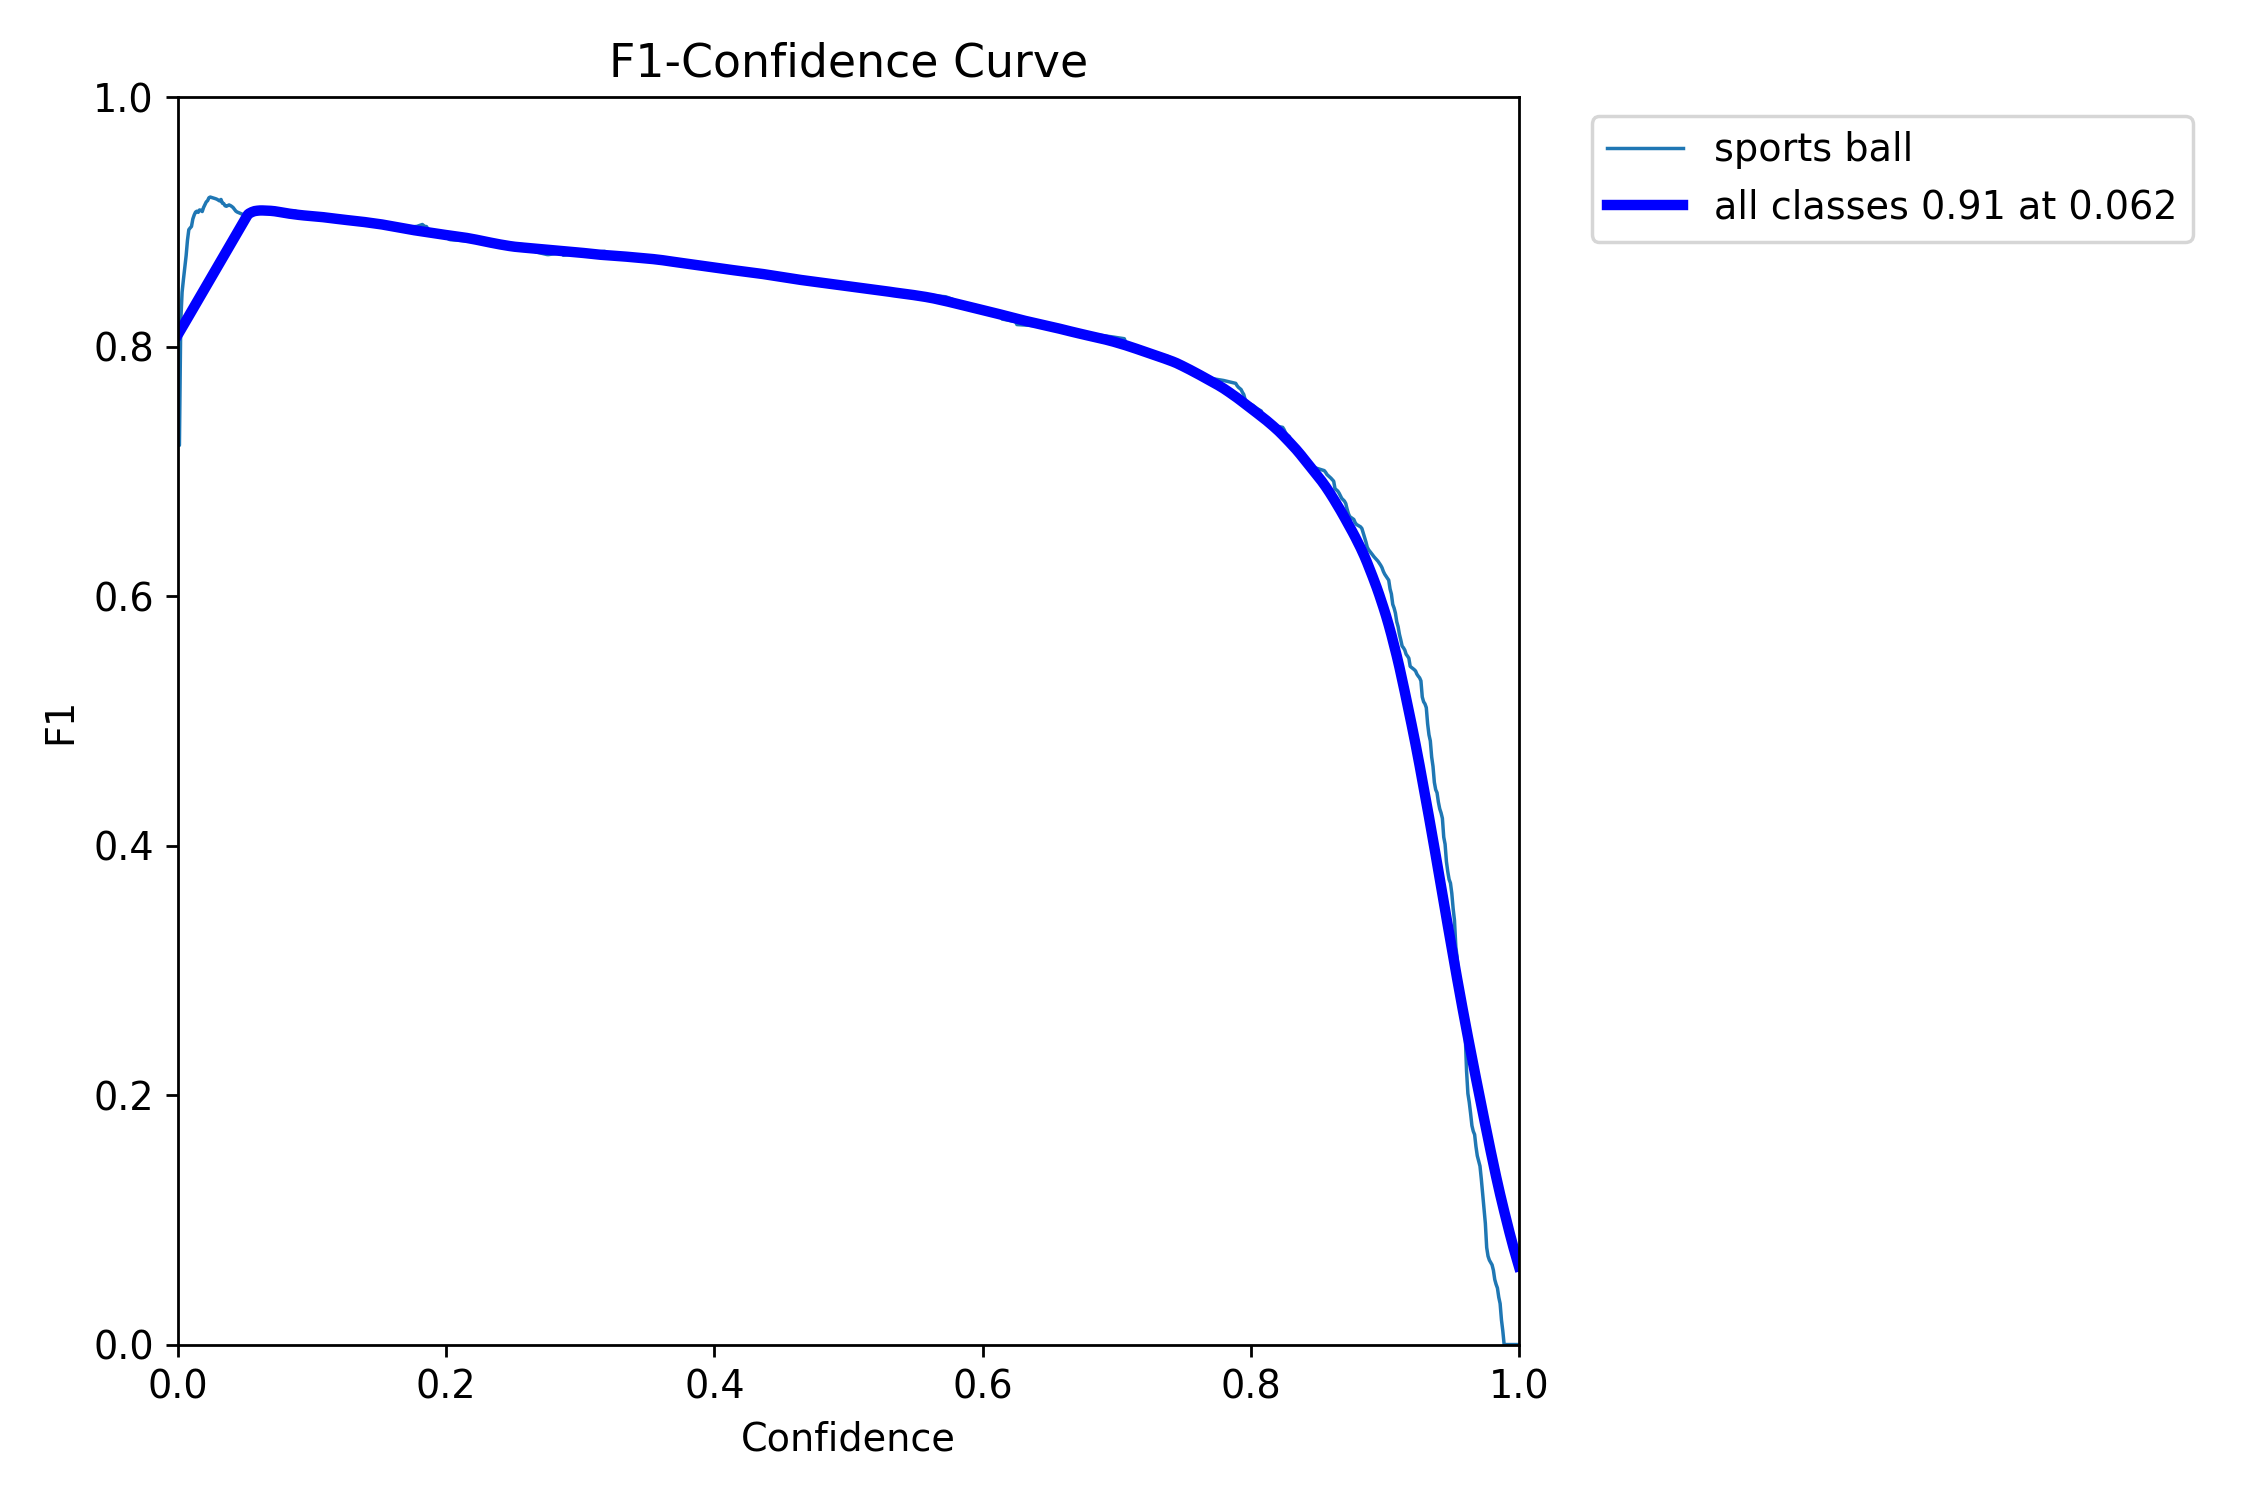 F1-Confidence Curve
sports ball
all classes 0.91 at 0.062
F1
1.0
0.8
0.6
0.4
0.2
0.0
0.0 0.2 0.4 0.6 0.8 1.0
Confidence